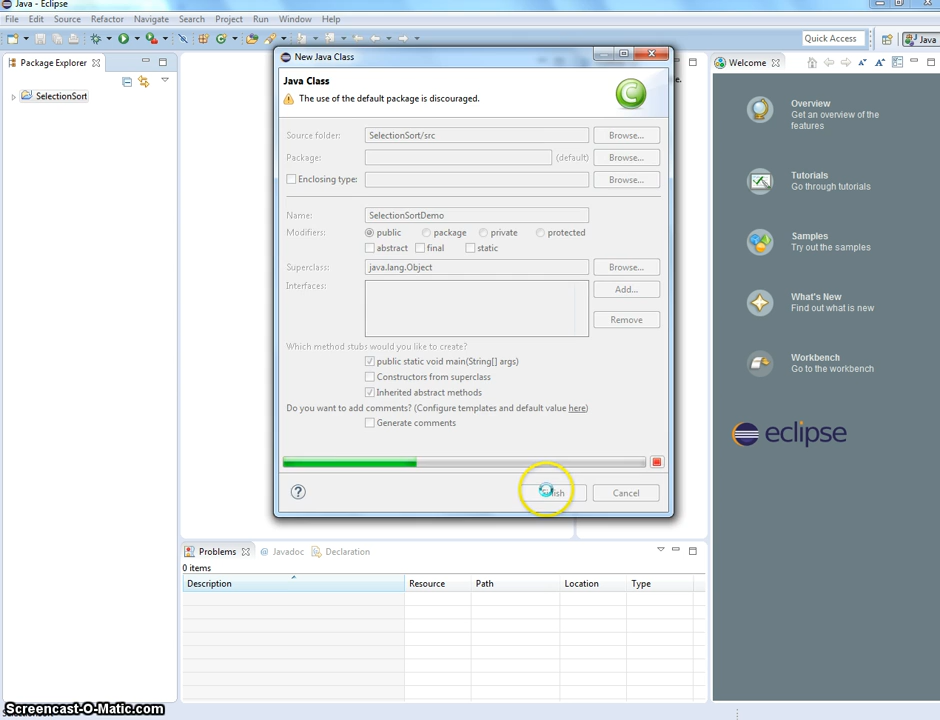 Java - Eclipse
File Edit Source Refactor Navigate Search Project Run Window Help
Quick Access
Java
Package Explorer
SelectionSort
New Java Class
Java Class
The use of the default package is discouraged.
Source folder: SelectionSort/src Browse...
Package: (default) Browse...
Enclosing type: Browse...
Name: SelectionSortDemo
Modifiers: public package private protected
abstract final static
Superclass: java.lang.Object Browse...
Interfaces: Add...
Remove
Which method stubs would you like to create?
public static void main(String[] args)
Constructors from superclass
Inherited abstract methods
Do you want to add comments? (Configure templates and default value here)
Generate comments
Cancel
Welcome
Overview
Get an overview of the
features
Tutorials
Go through tutorials
Samples
Try out the samples
What's New
Find out what is new
Workbench
Go to the workbench
eclipse
Problems @ Javadoc Declaration
0 items
Description Resource Path Location Type
Screencast-O-Matic.com